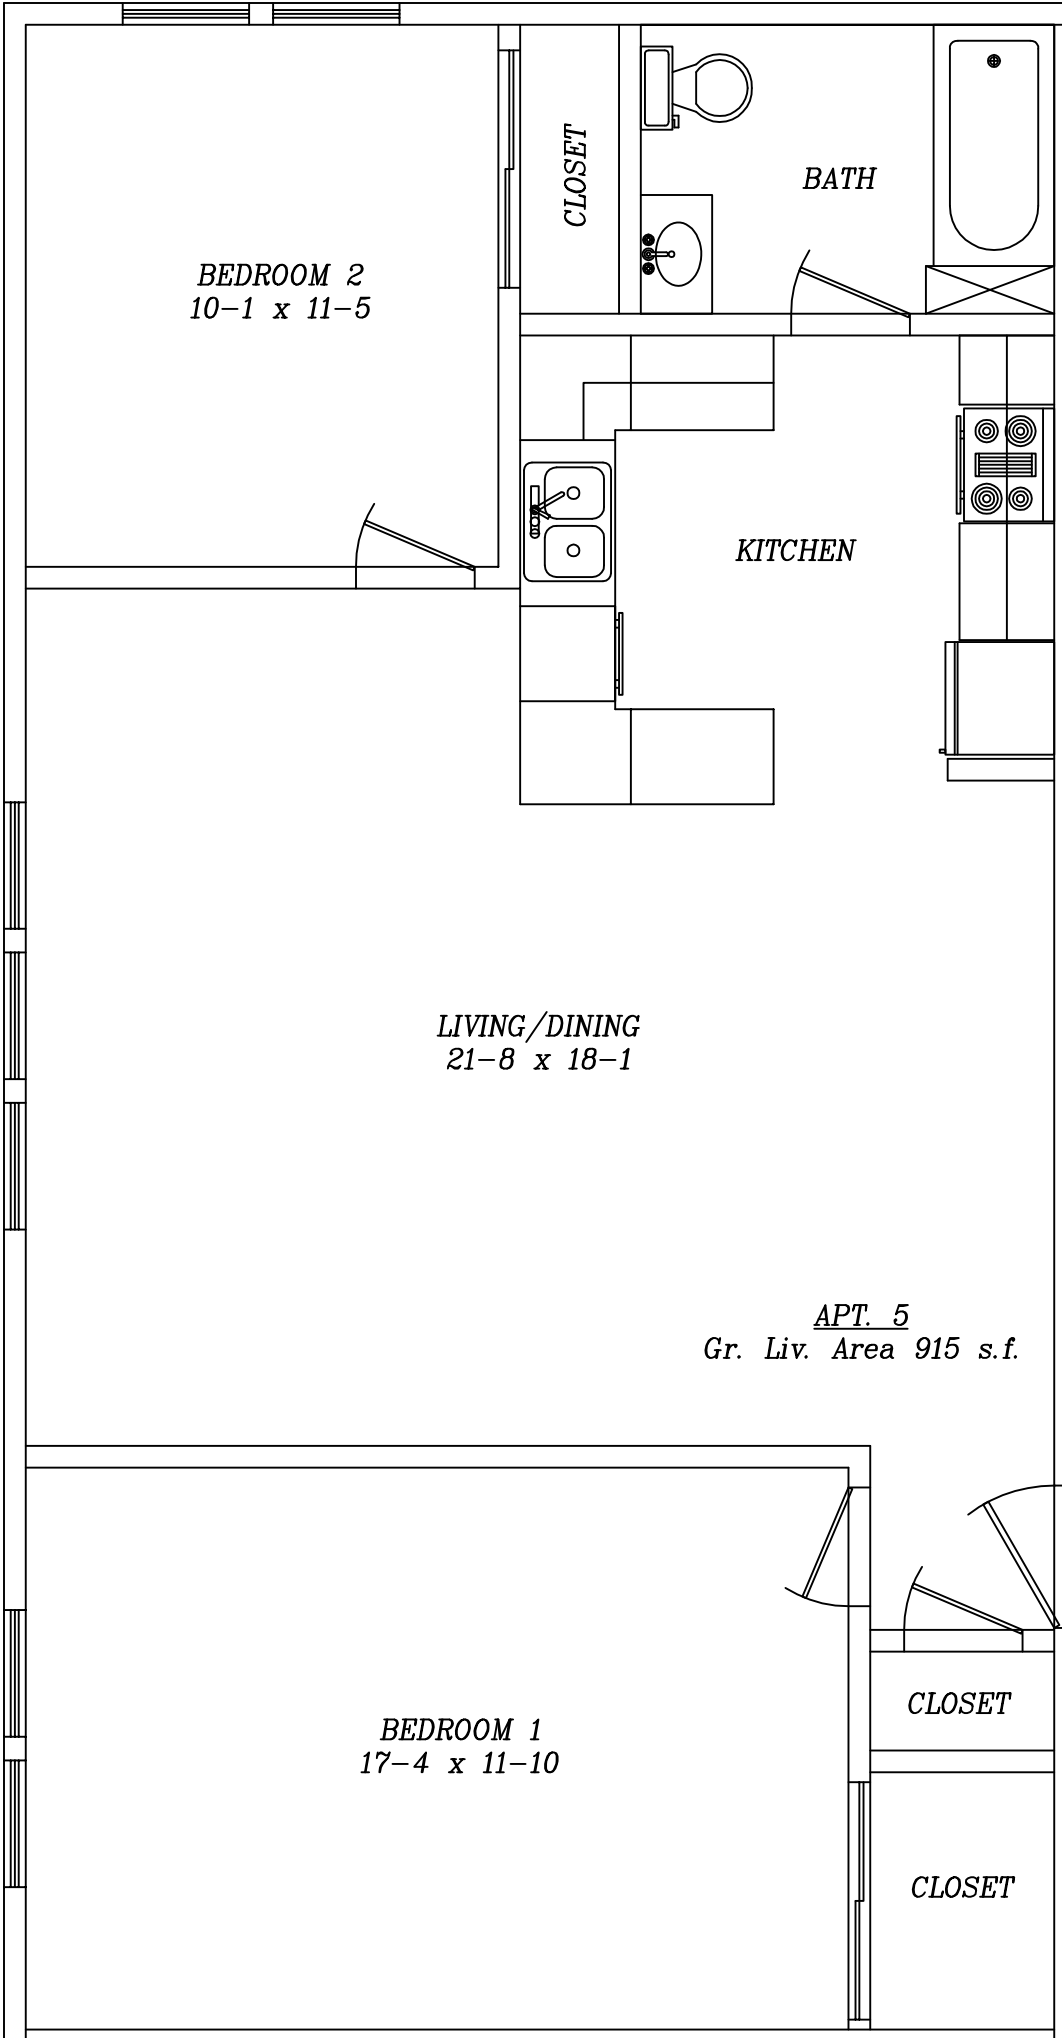 CLOSET
BATH
BEDROOM 2
10-1 x 11-5
KITCHEN
LIVING/DINING
21-8 x 18-1
APT. 5
Gr. Liv. Area 915 s.f.
CLOSET
BEDROOM 1
17-4 x 11-10
CLOSET